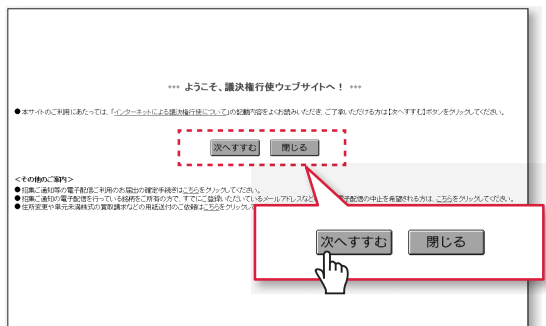 *** ようこそ、議決権行使ウェブサイトへ！ ***
●本サイトのご利用にあたっては、「インターネットによる議決権行使について」の記載内容をよくお読みいただき、ご了承いただける方は【次へすすむ】ボタンをクリックしてください。
次へすすむ 閉じる
＜その他のご案内＞
●招集ご通知等の電子配信ご利用のお届出の確定手続きはこちらをクリックしてください。
●招集ご通知の電子配信を行っている銘柄をご所有の方で、すでにご登録いただいているメールアドレスなど 電子配信の中止を希望される方は、こちらをクリックしてください。
●住所変更や単元未満株式の買取請求などの用紙送付のご依頼はこちらをクリックして
次へすすむ 閉じる